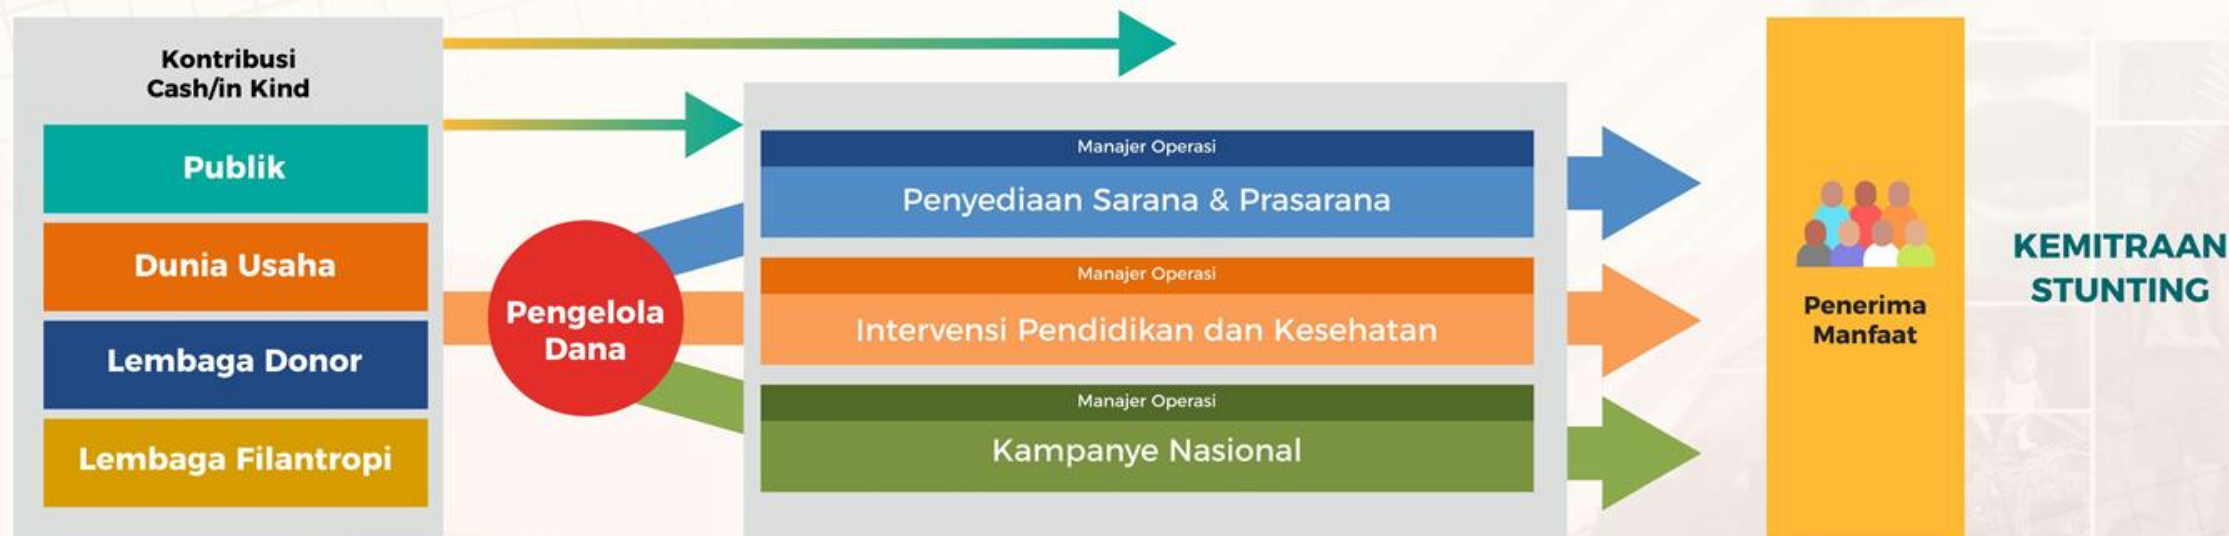 Kontribusi
Cash/in Kind
Publik
Dunia Usaha
Lembaga Donor
Lembaga Filantropi
Pengelola
Dana
Manajer Operasi
Penyediaan Sarana & Prasarana
Manajer Operasi
Intervensi Pendidikan dan Kesehatan
Manajer Operasi
Kampanye Nasional
Penerima
Manfaat
KEMITRAAN
STUNTING